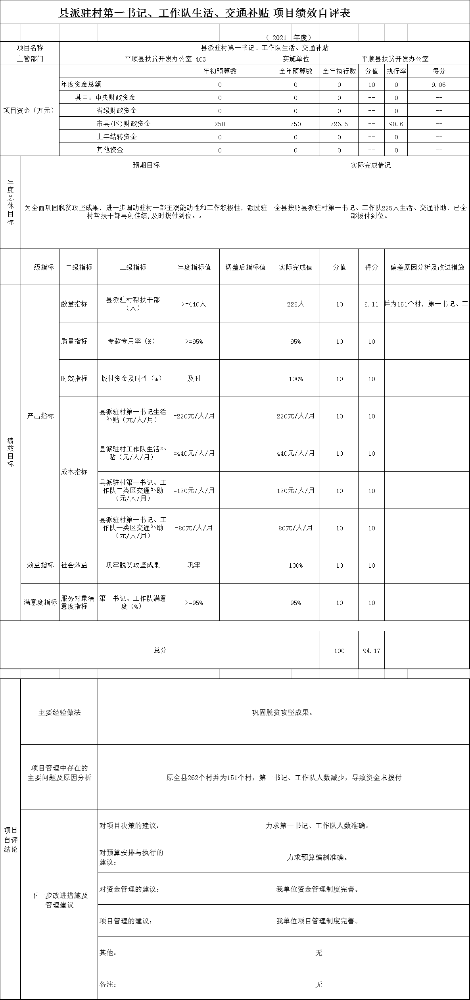 县派驻村第一书记、工作队生活、交通补贴 项目绩效自评表
（ 2021 年度）
项目名称 县派驻村第一书记、工作队生活、交通补贴
主管部门 平顺县扶贫开发办公室-403 实施单位 平顺县扶贫开发办公室
项目资金（万元） 年初预算数 全年预算数 全年执行数 分值 执行率 得分
年度资金总额 0 0 0 10 0 9.06
其中：中央财政资金 0 0 0 -- 0 --
省级财政资金 0 0 0 -- 0 --
市县(区)财政资金 250 250 226.5 -- 90.6 --
上年结转资金 0 0 0 -- 0 --
其他资金 0 0 0 -- 0 --
年度总体目标
预期目标 实际完成情况
为全面巩固脱贫攻坚成果，进一步调动驻村干部主观能动性和工作积极性，激励驻
村帮扶干部再创佳绩,及时拨付到位。。
全县按照县派驻村第一书记、工作队225人生活、交通补助，已全
部拨付到位。
一级指标 二级指标 三级指标 年度指标值 调整后指标值 实际完成值 分值 得分 偏差原因分析及改进措施
绩效目标
产出指标
数量指标 县派驻村帮扶干部
（人） >=440人 225人 10 5.11 并为151个村，第一书记、工
质量指标 专款专用率（%） >=95% 95% 10 10
时效指标 拨付资金及时性（%） 及时 100% 10 10
成本指标
县派驻村第一书记生活
补贴（元/人/月） =220元/人/月 220元/人/月 10 10
县派驻村工作队生活补
贴（元/人/月） =440元/人/月 440元/人/月 10 10
县派驻村第一书记、工
作队二类区交通补助
（元/人/月） =120元/人/月 120元/人/月 10 10
县派驻村第一书记、工
作队一类区交通补助
（元/人/月） =80元/人/月 80元/人/月 10 10
效益指标 社会效益 巩牢脱贫攻坚成果 巩牢 100% 10 10
满意度指标 服务对象满
意度指标 第一书记、工作队满意
度（%） >=95% 95% 10 10
总分 100 94.17
项目
自评
结论
主要经验做法 巩固脱贫攻坚成果。
项目管理中存在的
主要问题及原因分析 原全县262个村并为151个村，第一书记、工作队人数减少，导致资金未拨付
下一步改进措施及
管理建议
对项目决策的建议： 力求第一书记、工作队人数准确。
对预算安排与执行的
建议： 力求预算编制准确。
对资金管理的建议： 我单位资金管理制度完善。
项目管理的建议： 我单位项目管理制度完善。
其他： 无
备注： 无